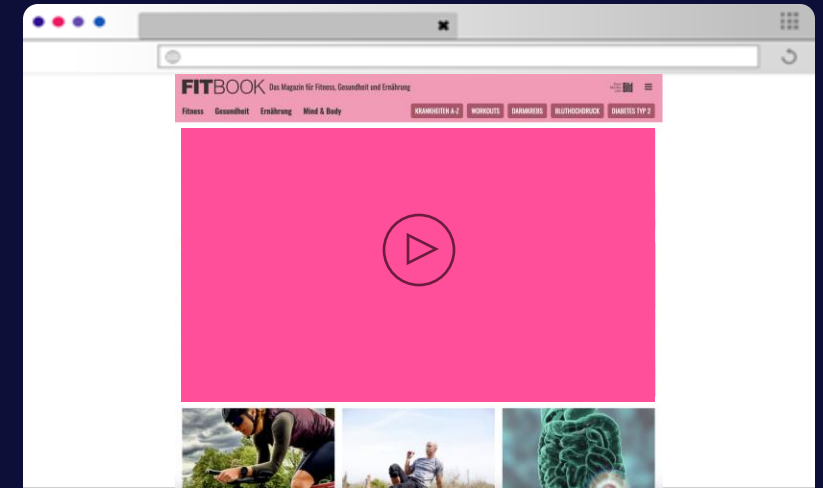 FITBOOK Das Magazin für Fitness, Gesundheit und Ernährung
Fitness Gesundheit Ernährung Mind & Body KRANKHEITEN A-Z WORKOUTS DARMKREBS BLUTHOCHDRUCK DIABETES TYP 2